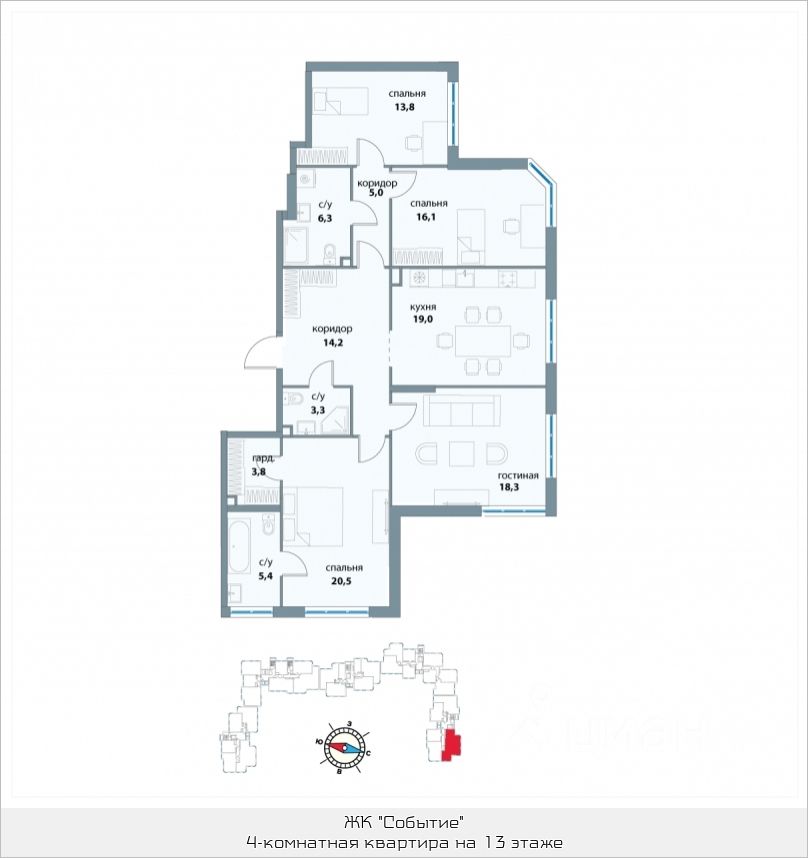 спальня
13,8
коридор
5,0
с/у
6,3
спальня
16,1
кухня
19,0
коридор
14,2
с/у
3,3
гард.
3,8
гостиная
18,3
с/у
5,4
спальня
20,5
З
Ю
С
В
циан
ЖК "Событие"
4-комнатная квартира на 13 этаже